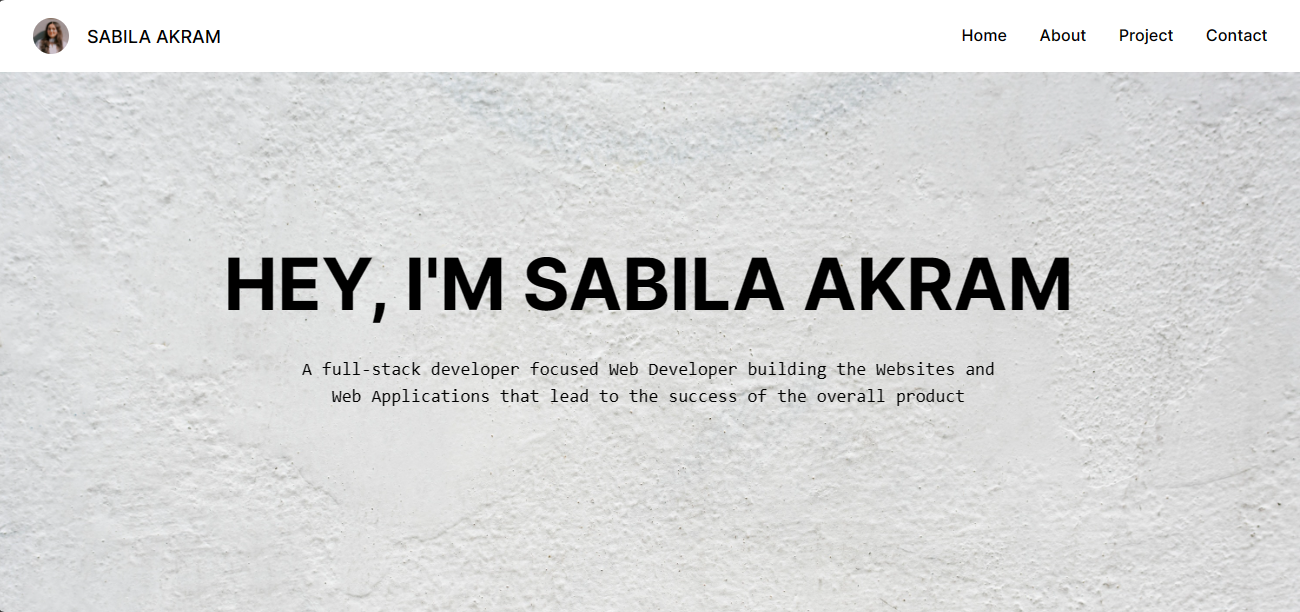 SABILA AKRAM
Home About Project Contact
HEY, I'M SABILA AKRAM
A full-stack developer focused Web Developer building the Websites and
Web Applications that lead to the success of the overall product